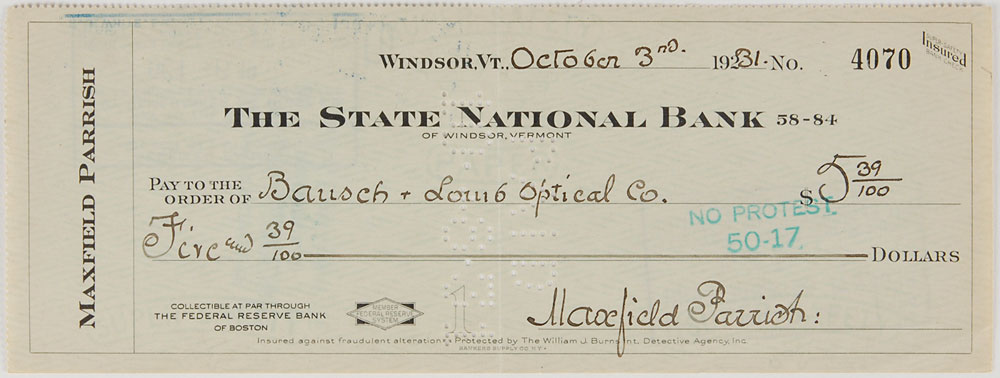 MAXFIELD PARRISH
WINDSOR, VT., October 3rd. 1931. No. 4070
Insured
THE STATE NATIONAL BANK 58-84
OF WINDSOR, VERMONT
PAY TO THE
ORDER OF Bausch + Lomb Optical Co. $ 5 39/100
NO PROTEST
50-17
Five and 39/100 DOLLARS
COLLECTIBLE AT PAR THROUGH
THE FEDERAL RESERVE BANK
OF BOSTON
MEMBER
FEDERAL RESERVE
SYSTEM
Maxfield Parrish:
Insured against fraudulent alteration Protected by The William J. Burns Int. Detective Agency, Inc.
BANKERS SUPPLY CO. N.Y.